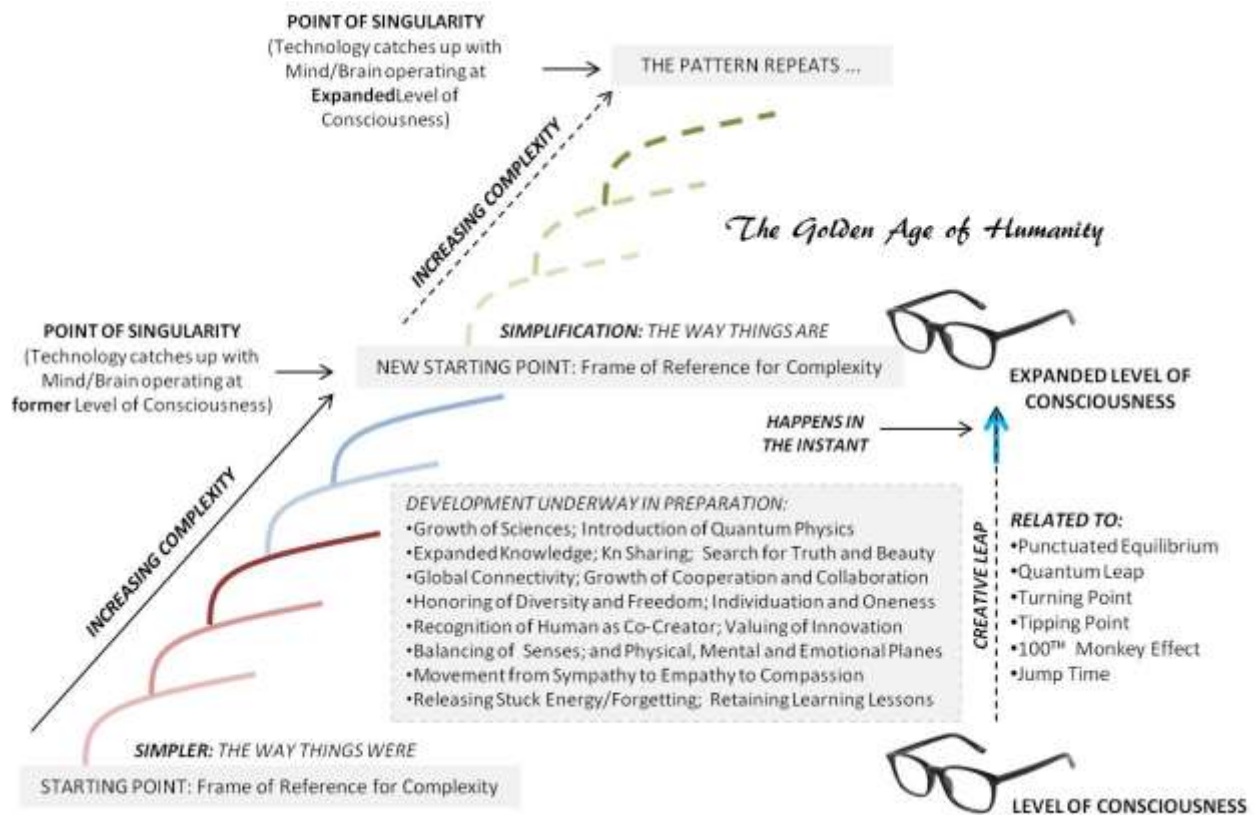 POINT OF SINGULARITY
(Technology catches up with
Mind/Brain operating at
ExpandedLevel of
Consciousness)
THE PATTERN REPEATS ...
INCREASING COMPLEXITY
The Golden Age of Humanity
POINT OF SINGULARITY
(Technology catches up with
Mind/Brain operating at
former Level of Consciousness)
SIMPLIFICATION: THE WAY THINGS ARE
NEW STARTING POINT: Frame of Reference for Complexity
EXPANDED LEVEL OF
CONSCIOUSNESS
HAPPENS IN
THE INSTANT
INCREASING COMPLEXITY
DEVELOPMENT UNDERWAY IN PREPARATION:
•Growth of Sciences; Introduction of Quantum Physics
•Expanded Knowledge; Kn Sharing; Search for Truth and Beauty
•Global Connectivity; Growth of Cooperation and Collaboration
•Honoring of Diversity and Freedom; Individuation and Oneness
•Recognition of Human as Co-Creator; Valuing of Innovation
•Balancing of Senses; and Physical, Mental and Emotional Planes
•Movement from Sympathy to Empathy to Compassion
•Releasing Stuck Energy/Forgetting; Retaining Learning Lessons
CREATIVE LEAP
RELATED TO:
•Punctuated Equilibrium
•Quantum Leap
•Turning Point
•Tipping Point
•100TH Monkey Effect
•Jump Time
SIMPLER: THE WAY THINGS WERE
STARTING POINT: Frame of Reference for Complexity
LEVEL OF CONSCIOUSNESS